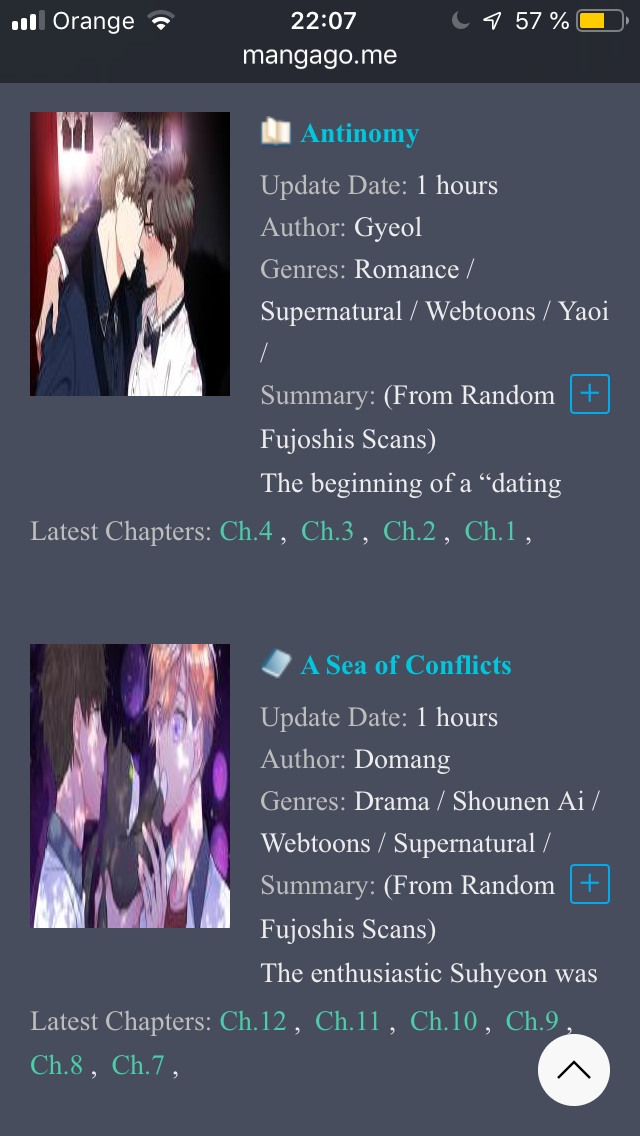 Orange 22:07 57 %
mangago.me
Antinomy
Update Date: 1 hours
Author: Gyeol
Genres: Romance /
Supernatural / Webtoons / Yaoi
/
Summary: (From Random +
Fujoshis Scans)
The beginning of a “dating
Latest Chapters: Ch.4 , Ch.3 , Ch.2 , Ch.1 ,
A Sea of Conflicts
Update Date: 1 hours
Author: Domang
Genres: Drama / Shounen Ai /
Webtoons / Supernatural /
Summary: (From Random +
Fujoshis Scans)
The enthusiastic Suhyeon was
Latest Chapters: Ch.12 , Ch.11 , Ch.10 , Ch.9 ,
Ch.8 , Ch.7 ,